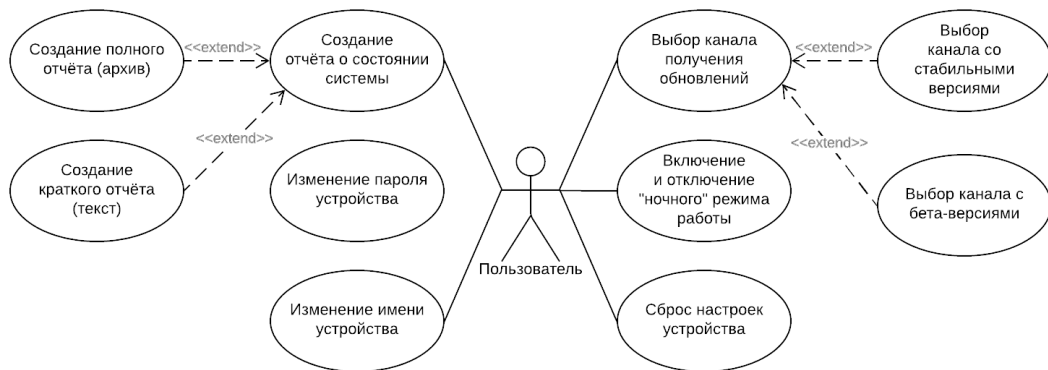 Создание полного
отчёта (архив)
<<extend>>
Создание
отчёта о состоянии
системы
Выбор канала
получения
обновлений
<<extend>>
Выбор
канала со
стабильными
версиями
<<extend>>
<<extend>>
Создание
краткого отчёта
(текст)
Изменение пароля
устройства
Включение
и отключение
"ночного" режима
работы
Выбор канала с
бета-версиями
Пользователь
Изменение имени
устройства
Сброс настроек
устройства